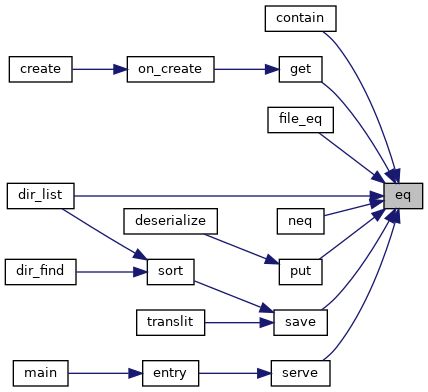 contain
create
on_create
get
file_eq
eq
dir_list
deserialize
neq
dir_find
sort
put
translit
save
main
entry
serve